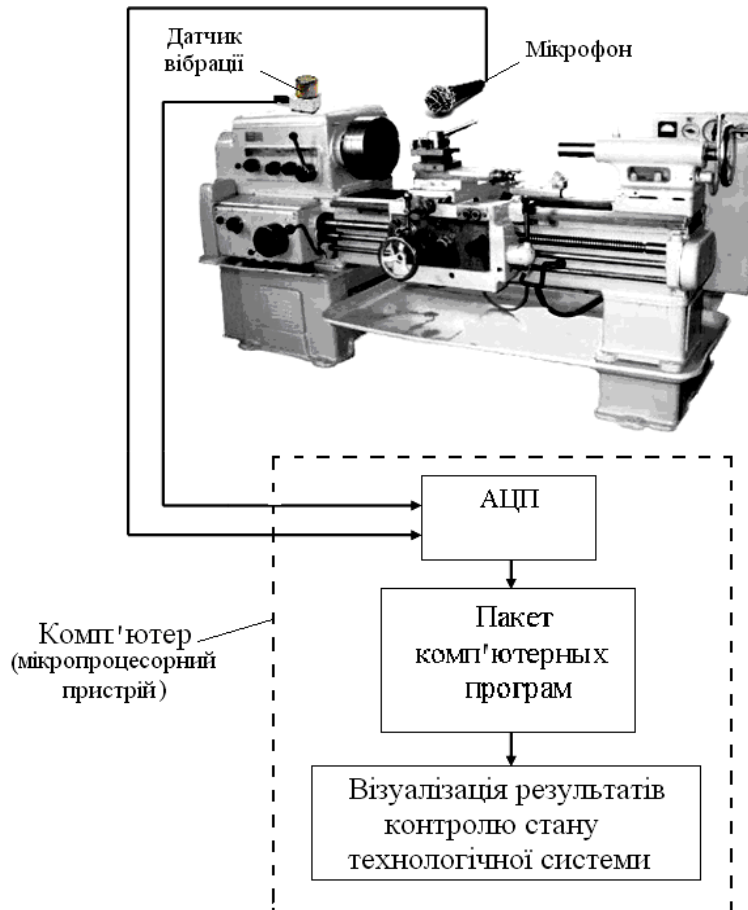 Датчик
вібрації
Мікрофон
АЦП
Комп'ютер
(мікропроцесорний
пристрій)
Пакет
комп'ютерных
програм
Візуалізація результатів
контролю стану
технологічної системи